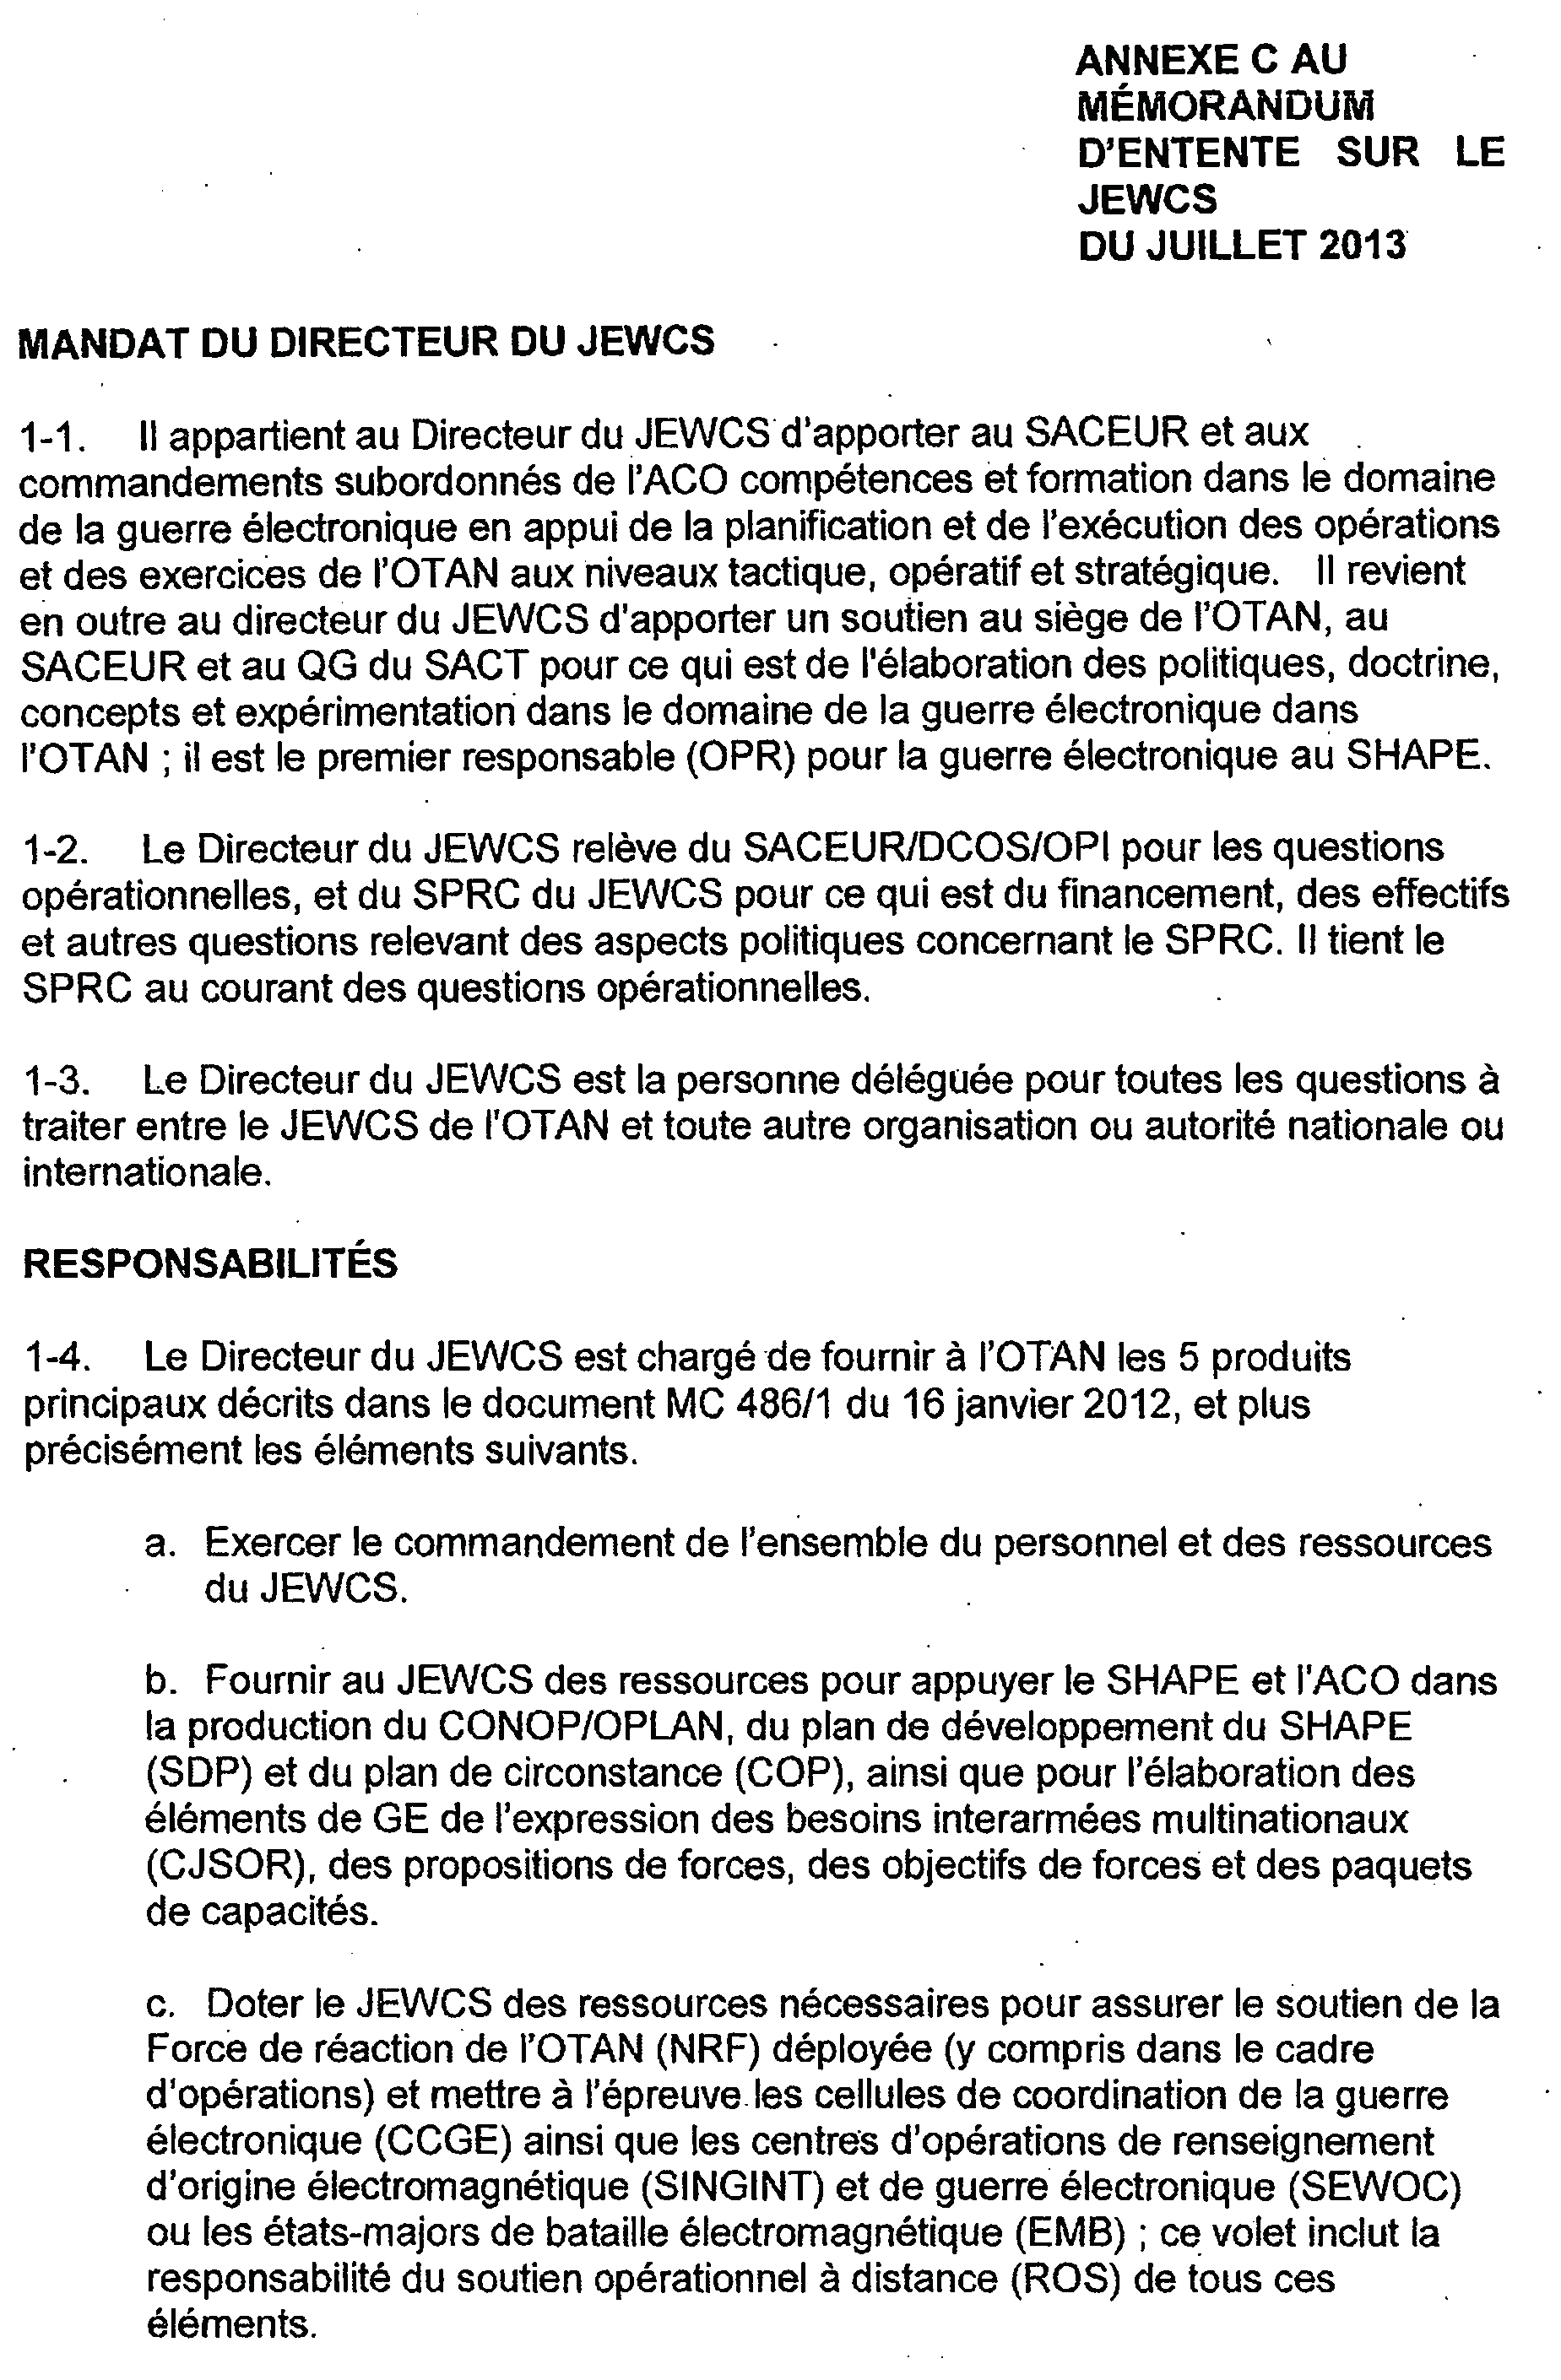 ANNEXE C AU
MÉMORANDUM
D'ENTENTE SUR LE
JEWCS
DU JUILLET 2013
MANDAT DU DIRECTEUR DU JEWCS
1-1. Il appartient au Directeur du JEWCS d'apporter au SACEUR et aux
commandements subordonnés de l'ACO compétences et formation dans le domaine
de la guerre électronique en appui de la planification et de l'exécution des opérations
et des exercices de l'OTAN aux niveaux tactique, opératif et stratégique. Il revient
en outre au directeur du JEWCS d'apporter un soutien au siège de l'OTAN, au
SACEUR et au QG du SACT pour ce qui est de l'élaboration des politiques, doctrine,
concepts et expérimentation dans le domaine de la guerre électronique dans
l'OTAN ; il est le premier responsable (OPR) pour la guerre électronique au SHAPE.
1-2. Le Directeur du JEWCS relève du SACEUR/DCOS/OPI pour les questions
opérationnelles, et du SPRC du JEWCS pour ce qui est du financement, des effectifs
et autres questions relevant des aspects politiques concernant le SPRC. Il tient le
SPRC au courant des questions opérationnelles.
1-3. Le Directeur du JEWCS est la personne déléguée pour toutes les questions à
traiter entre le JEWCS de l'OTAN et toute autre organisation ou autorité nationale ou
internationale.
RESPONSABILITÉS
1-4. Le Directeur du JEWCS est chargé de fournir à l'OTAN les 5 produits
principaux décrits dans le document MC 486/1 du 16 janvier 2012, et plus
précisément les éléments suivants.
a. Exercer le commandement de l'ensemble du personnel et des ressources
du JEWCS.
b. Fournir au JEWCS des ressources pour appuyer le SHAPE et l'ACO dans
la production du CONOP/OPLAN, du plan de développement du SHAPE
(SDP) et du plan de circonstance (COP), ainsi que pour l'élaboration des
éléments de GE de l'expression des besoins interarmées multinationaux
(CJSOR), des propositions de forces, des objectifs de forces et des paquets
de capacités.
c. Doter le JEWCS des ressources nécessaires pour assurer le soutien de la
Force de réaction de l'OTAN (NRF) déployée (y compris dans le cadre
d'opérations) et mettre à l'épreuve les cellules de coordination de la guerre
électronique (CCGE) ainsi que les centres d'opérations de renseignement
d'origine électromagnétique (SINGINT) et de guerre électronique (SEWOC)
ou les états-majors de bataille électromagnétique (EMB) ; ce volet inclut la
responsabilité du soutien opérationnel à distance (ROS) de tous ces
éléments.